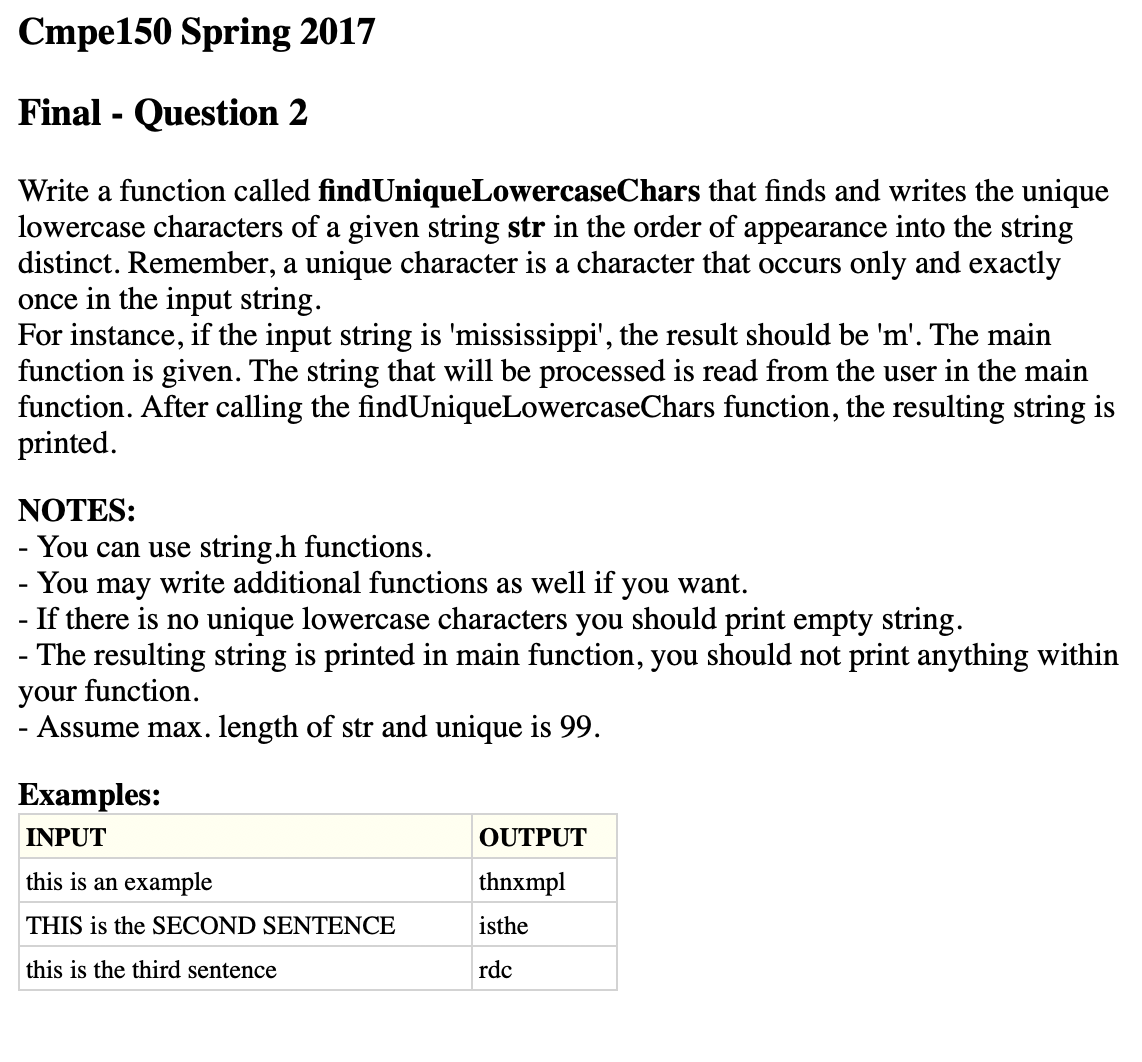 Cmpe150 Spring 2017
Final - Question 2
Write a function called findUniqueLowercaseChars that finds and writes the unique
lowercase characters of a given string str in the order of appearance into the string
distinct. Remember, a unique character is a character that occurs only and exactly
once in the input string.
For instance, if the input string is 'mississippi', the result should be 'm'. The main
function is given. The string that will be processed is read from the user in the main
function. After calling the findUniqueLowercaseChars function, the resulting string is
printed.
NOTES:
- You can use string.h functions.
- You may write additional functions as well if you want.
- If there is no unique lowercase characters you should print empty string.
- The resulting string is printed in main function, you should not print anything within
your function.
- Assume max. length of str and unique is 99.
Examples:
INPUT OUTPUT
this is an example thnxmpl
THIS is the SECOND SENTENCE isthe
this is the third sentence rdc